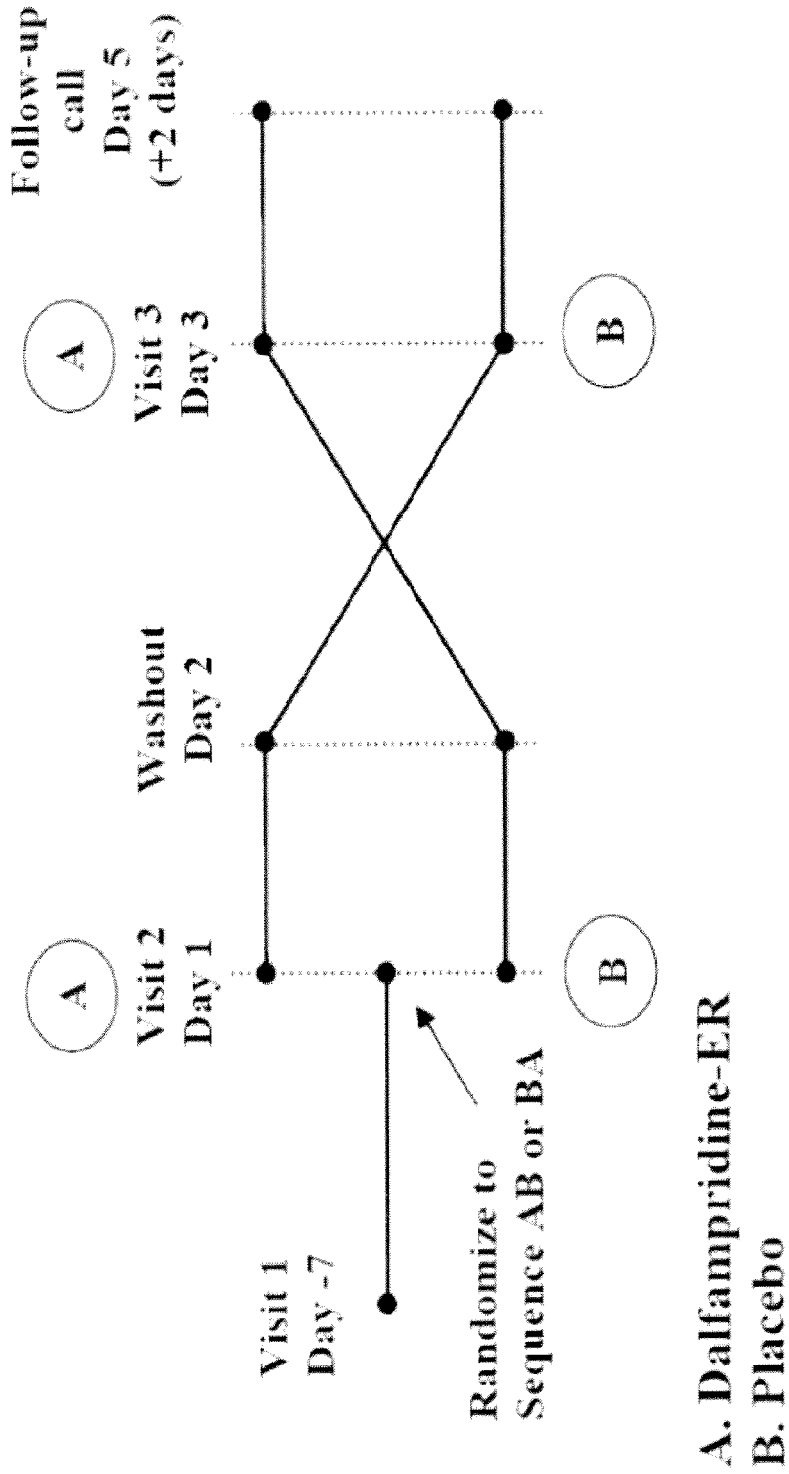 Visit 1
Day -7
Randomize to
Sequence AB or BA
A
Visit 2
Day 1
B
Washout
Day 2
A
Visit 3
Day 3
B
Follow-up
call
Day 5
(+2 days)
A. Dalfampridine-ER
B. Placebo